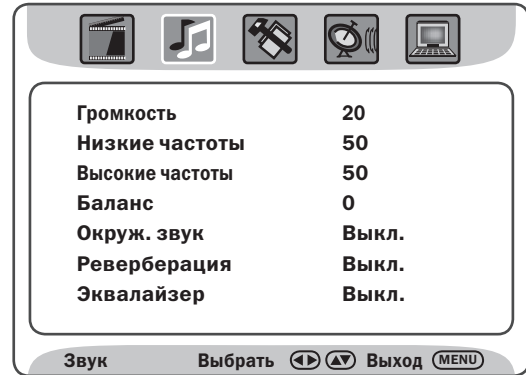 Громкость 20
Низкие частоты 50
Высокие частоты 50
Баланс 0
Окруж. звук Выкл.
Реверберация Выкл.
Эквалайзер Выкл.
Звук Выбрать Выход MENU